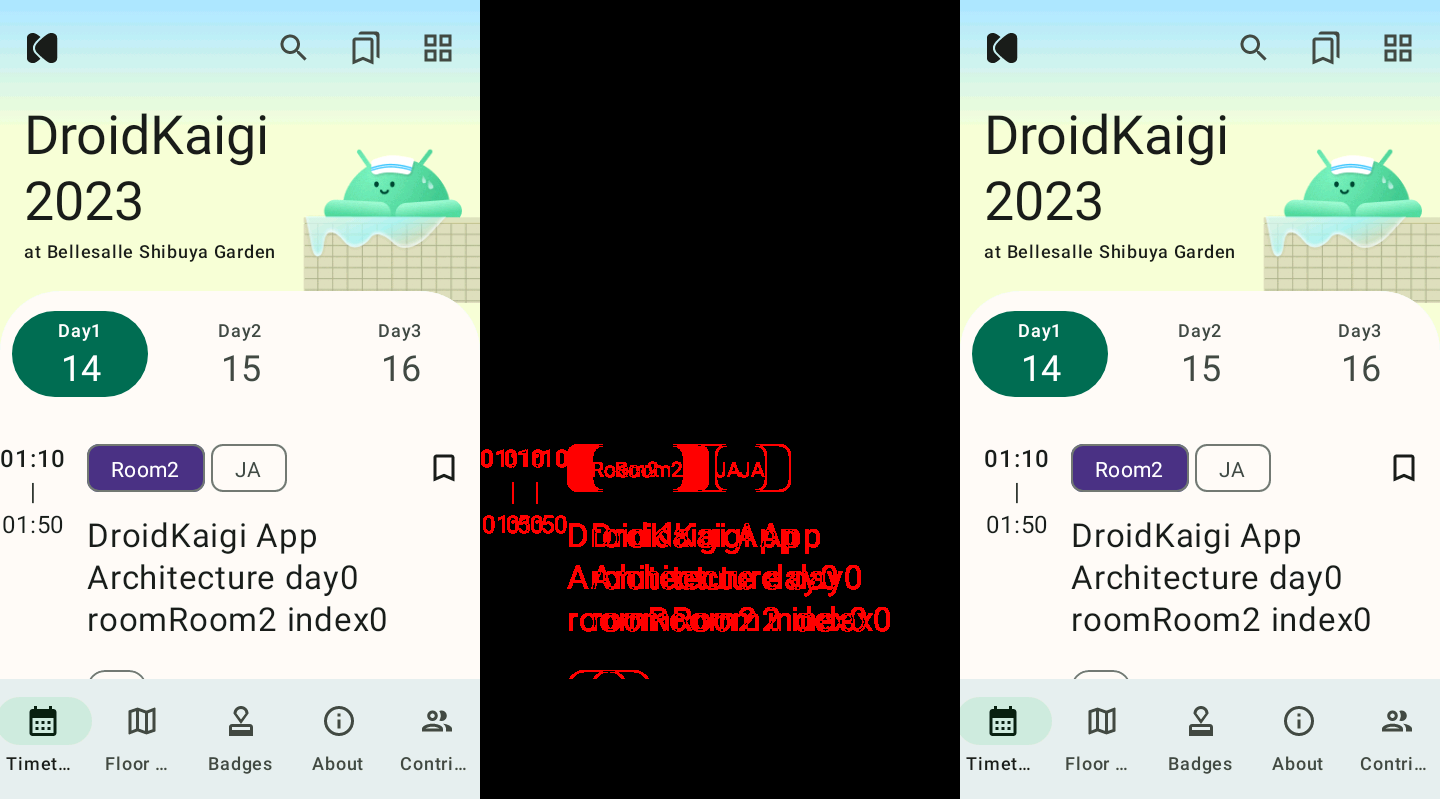 DroidKaigi
2023
at Bellesalle Shibuya Garden
Day1
Day2
Day3
14
15
16
01:10
Room2
JA
01:50
DroidKaigi App
Architecture day0
roomRoom2 index0
Timet…
Floor …
Badges
About
Contri…
DroidKaigi
2023
at Bellesalle Shibuya Garden
Day1
Day2
Day3
14
15
16
01:10
Room2
JA
01:50
DroidKaigi App
Architecture day0
roomRoom2 index0
Timet…
Floor …
Badges
About
Contri…